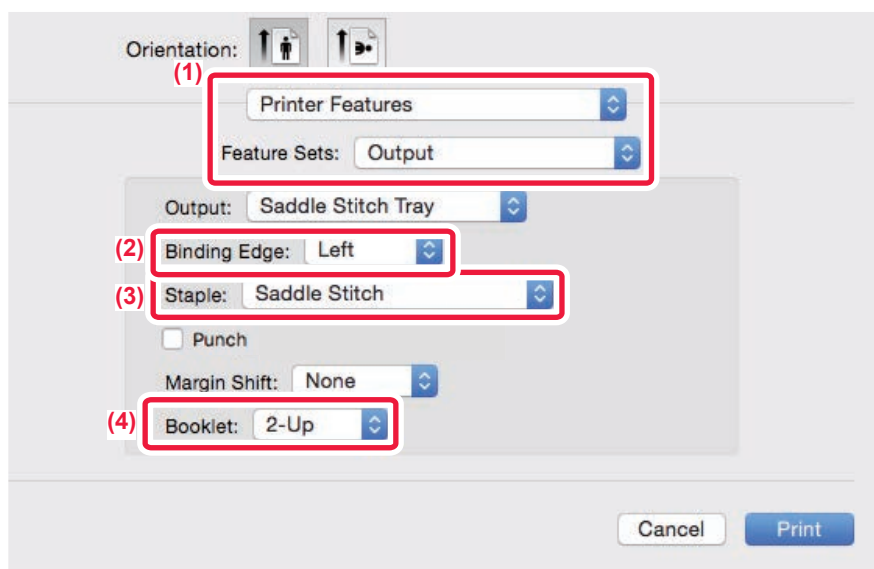 Orientation:
(1)
Printer Features
Feature Sets: Output
Output: Saddle Stitch Tray
(2) Binding Edge: Left
(3) Staple: Saddle Stitch
Punch
Margin Shift: None
(4) Booklet: 2-Up
Cancel Print